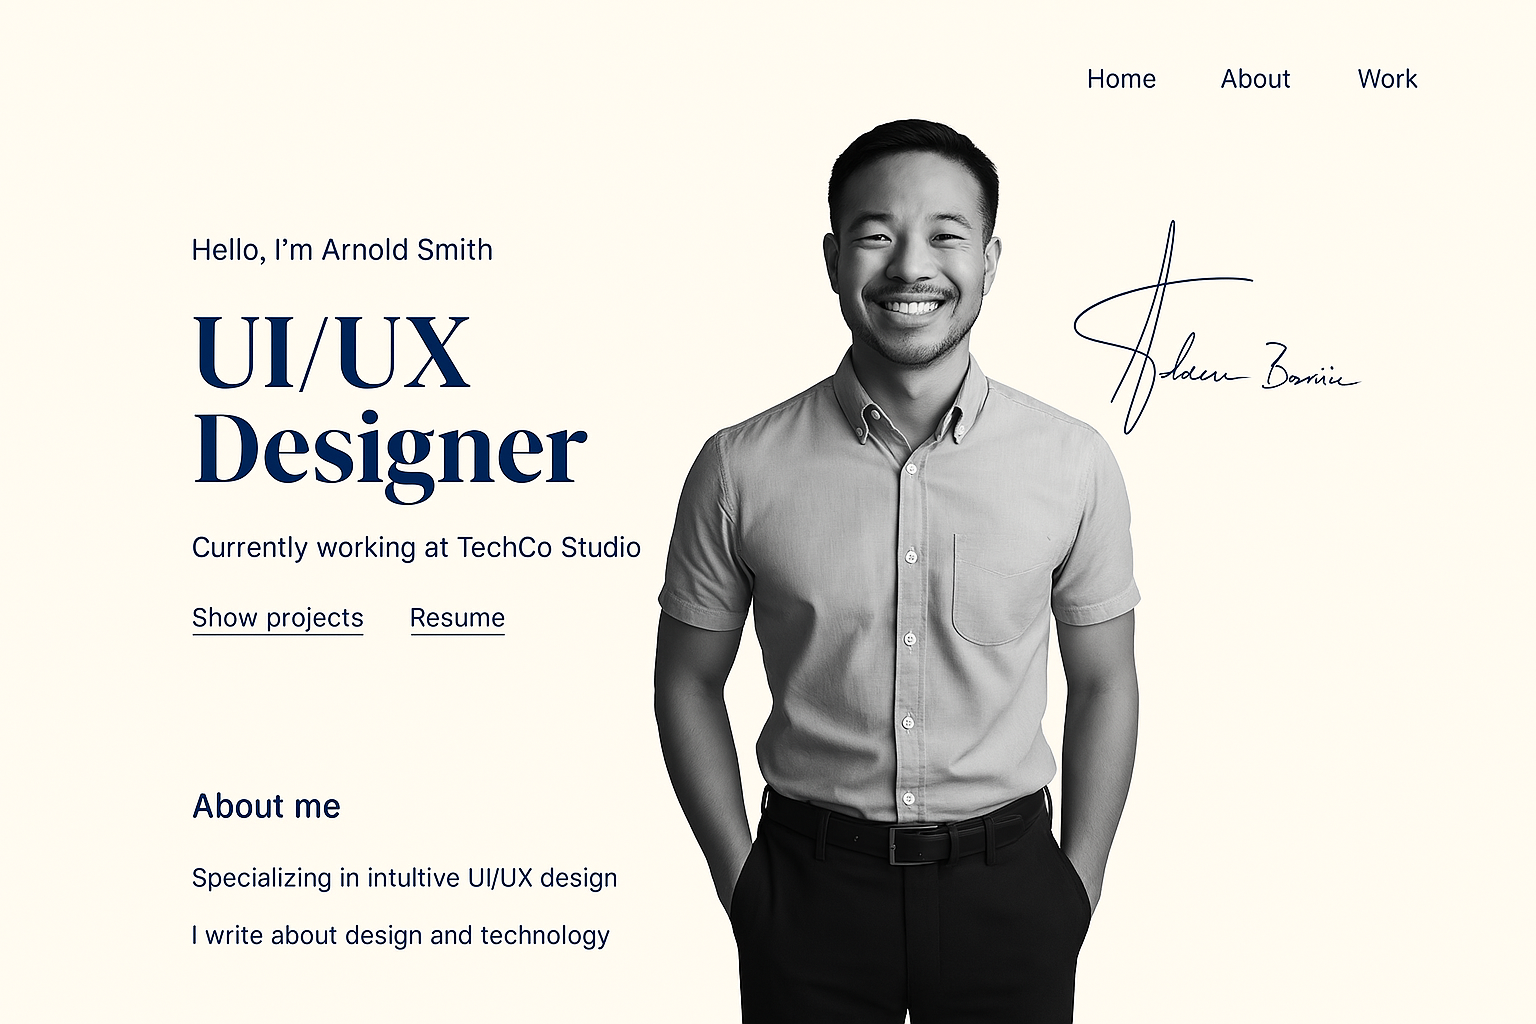 Home About Work
Hello, I’m Arnold Smith
UI/UX
Designer
Currently working at TechCo Studio
Show projects Resume
About me
Specializing in intultive UI/UX design
I write about design and technology